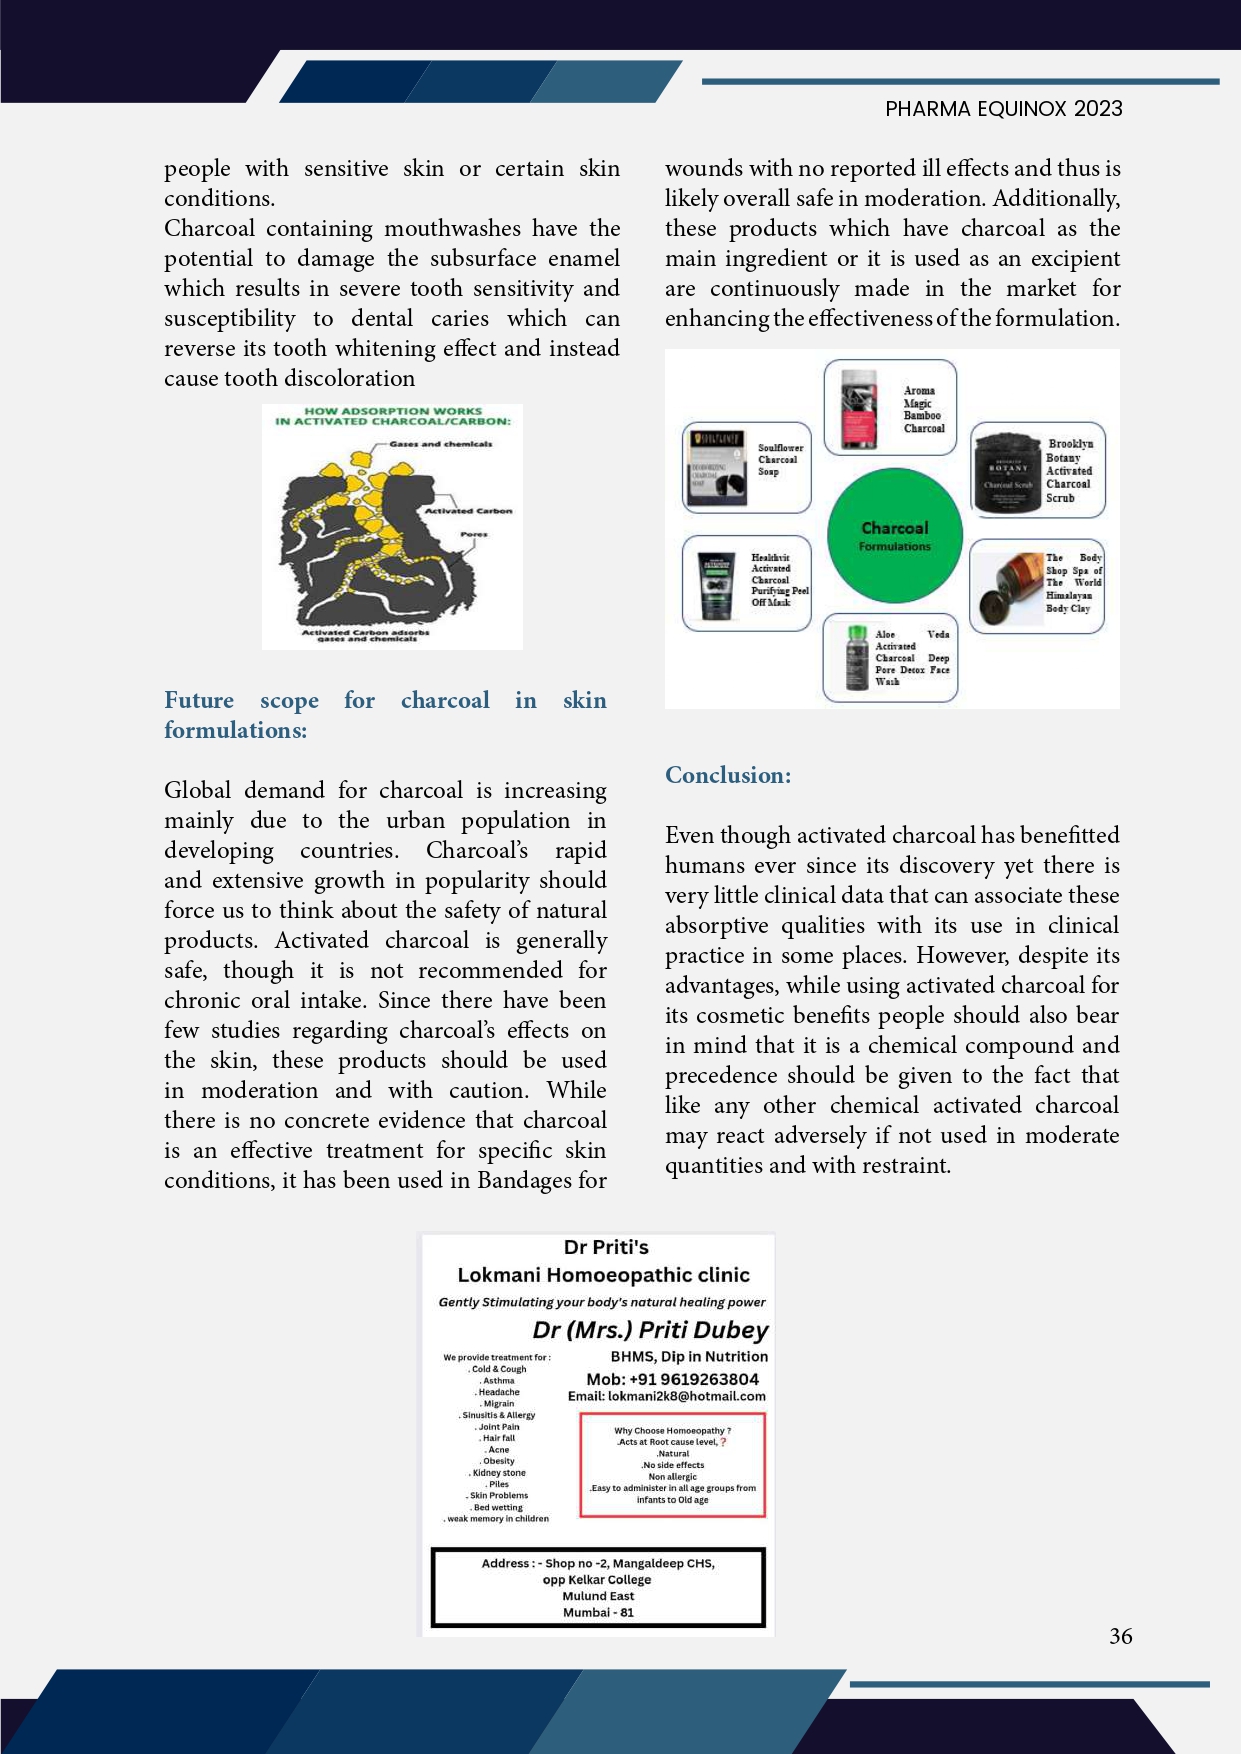 PHARMA EQUINOX 2023
people with sensitive skin or certain skin
conditions.
Charcoal containing mouthwashes have the
potential to damage the subsurface enamel
which results in severe tooth sensitivity and
susceptibility to dental caries which can
reverse its tooth whitening effect and instead
cause tooth discoloration
HOW ADSORPTION WORKS
IN ACTIVATED CHARCOAL/CARBON:
Gases and chemicals
Activated Carbon
Pores
Activated Carbon adsorbs
gases and chemicals
Future scope for charcoal in skin
formulations:
Global demand for charcoal is increasing
mainly due to the urban population in
developing countries. Charcoal’s rapid
and extensive growth in popularity should
force us to think about the safety of natural
products. Activated charcoal is generally
safe, though it is not recommended for
chronic oral intake. Since there have been
few studies regarding charcoal’s effects on
the skin, these products should be used
in moderation and with caution. While
there is no concrete evidence that charcoal
is an effective treatment for specific skin
conditions, it has been used in Bandages for
wounds with no reported ill effects and thus is
likely overall safe in moderation. Additionally,
these products which have charcoal as the
main ingredient or it is used as an excipient
are continuously made in the market for
enhancing the effectiveness of the formulation.
Aroma
Magic
Bamboo
Charcoal
SOULFLOWER
DEODORIZING
CHARCOAL
SOAP
Soulflower
Charcoal
Soap
BOTANY
Charcoal Scrub
Brooklyn
Botany
Activated
Charcoal
Scrub
Charcoal
Formulations
Healthvit
Activated
Charcoal
Purifying Peel
Off Mask
The Body
Shop Spa of
The World
Himalayan
Body Clay
Aloe Veda
Activated
Charcoal Deep
Pore Detox Face
Wash
Conclusion:
Even though activated charcoal has benefitted
humans ever since its discovery yet there is
very little clinical data that can associate these
absorptive qualities with its use in clinical
practice in some places. However, despite its
advantages, while using activated charcoal for
its cosmetic benefits people should also bear
in mind that it is a chemical compound and
precedence should be given to the fact that
like any other chemical activated charcoal
may react adversely if not used in moderate
quantities and with restraint.
Dr Priti's
Lokmani Homoeopathic clinic
Gently Stimulating your body's natural healing power
Dr (Mrs.) Priti Dubey
BHMS, Dip in Nutrition
Mob: +91 9619263804
Email: lokmani2k8@hotmail.com
We provide treatment for :
. Cold & Cough
. Asthma
. Headache
. Migrain
. Sinusitis & Allergy
. Joint Pain
. Hair fall
. Acne
. Obesity
. Kidney stone
. Piles
. Skin Problems
. Bed wetting
. weak memory in children
Why Choose Homoeopathy ?
.Acts at Root cause level, ❓
.Natural
.No side effects
Non allergic
.Easy to administer in all age groups from
infants to Old age
Address : - Shop no -2, Mangaldeep CHS,
opp Kelkar College
Mulund East
Mumbai - 81
36